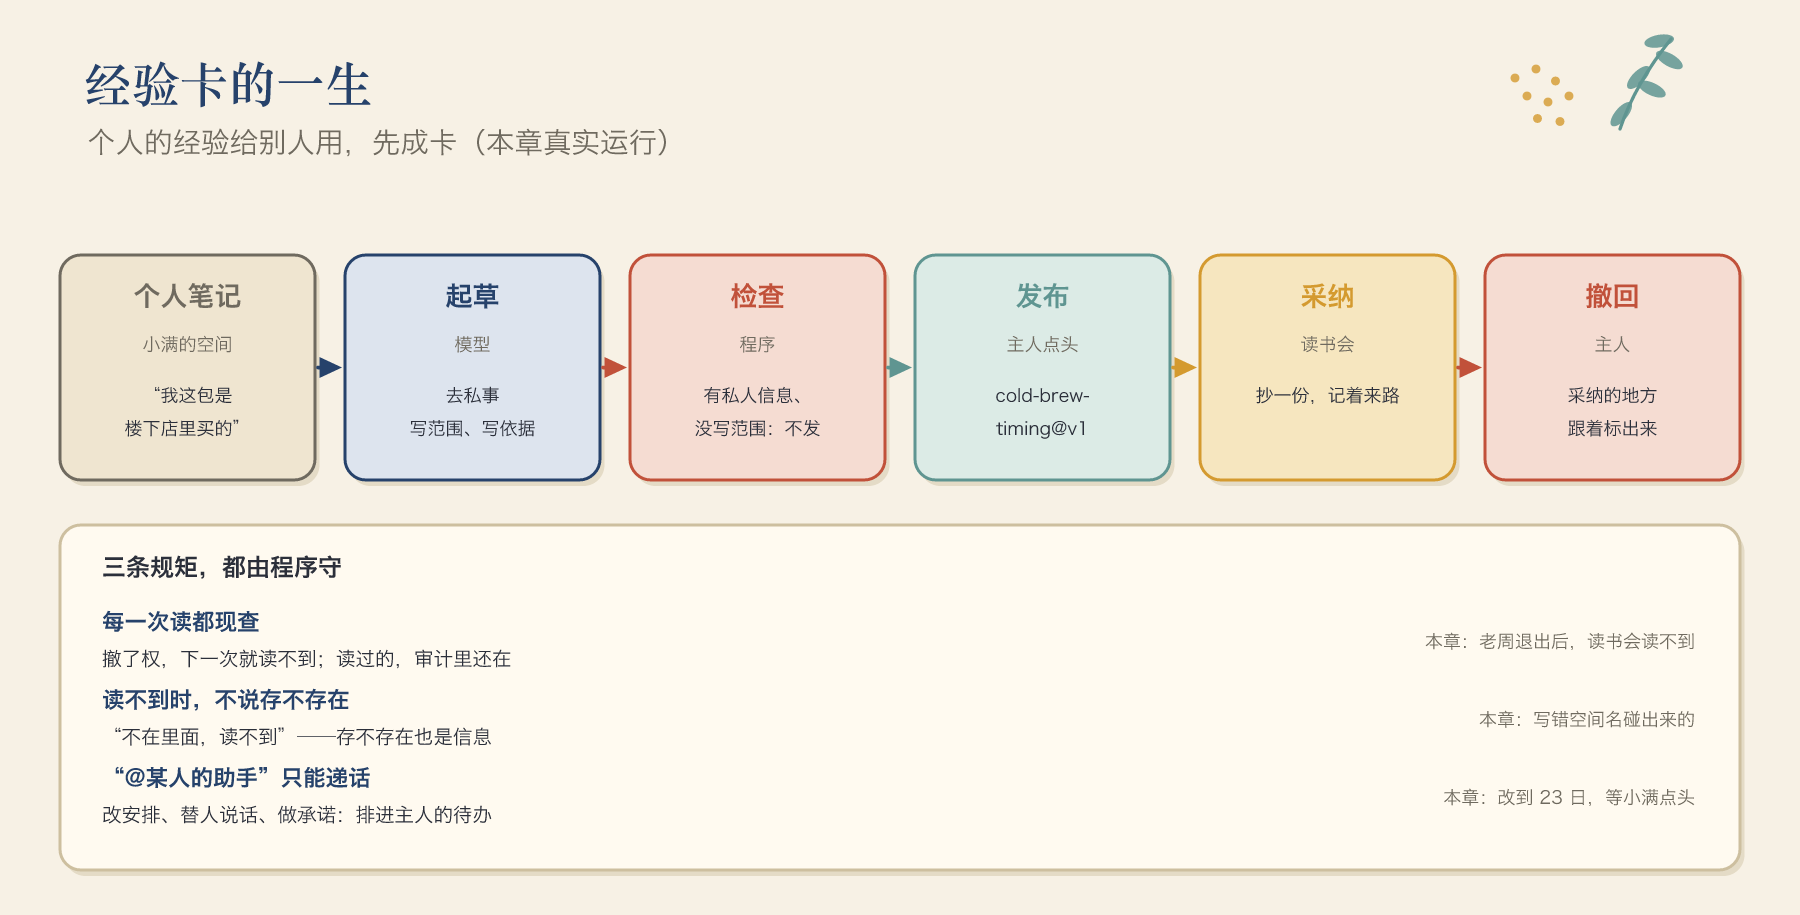 经验卡的一生
个人的经验给别人用，先成卡（本章真实运行）
个人笔记
小满的空间
“我这包是
楼下店里买的”
起草
模型
去私事
写范围、写依据
检查
程序
有私人信息、
没写范围：不发
发布
主人点头
cold-brew-
timing@v1
采纳
读书会
抄一份，记着来路
撤回
主人
采纳的地方
跟着标出来
三条规矩，都由程序守
每一次读都现查
撤了权，下一次就读不到；读过的，审计里还在
本章：老周退出后，读书会读不到
读不到时，不说存不存在
“不在里面，读不到”——存不存在也是信息
本章：写错空间名碰出来的
“@某人的助手”只能递话
改安排、替人说话、做承诺：排进主人的待办
本章：改到 23 日，等小满点头